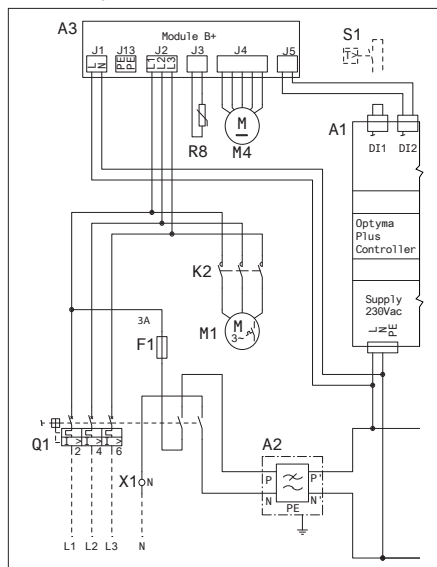 A3
Module B+
J1
J13
J2
J3
J4
J5
L
N
PE
PE
L1
L2
L3
S1
Tγ
A1
DI1
DI2
M
R8
M4
Optyma
Plus
Controller
K2
Supply
230Vac
3A
M
3~
M1
F1
L
N
PE
Q1
I > I > I >
2 4 6
A2
X1 N
P P'
N N'
PE
L1 L2 L3 N